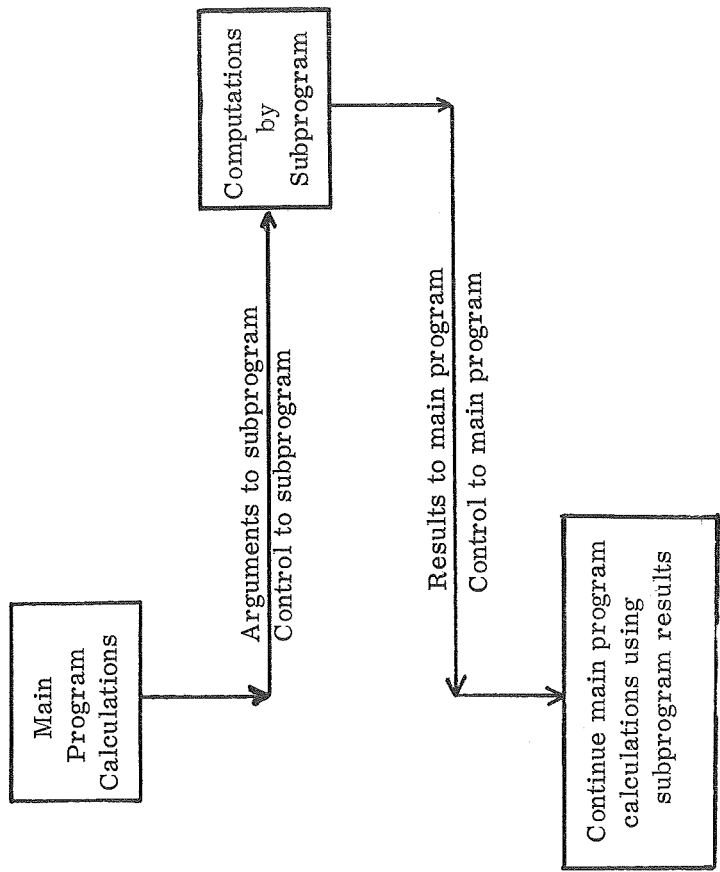 Main
Program
Calculations
Arguments to subprogram
Control to subprogram
Computations
by
Subprogram
Results to main program
Control to main program
Continue main program
calculations using
subprogram results